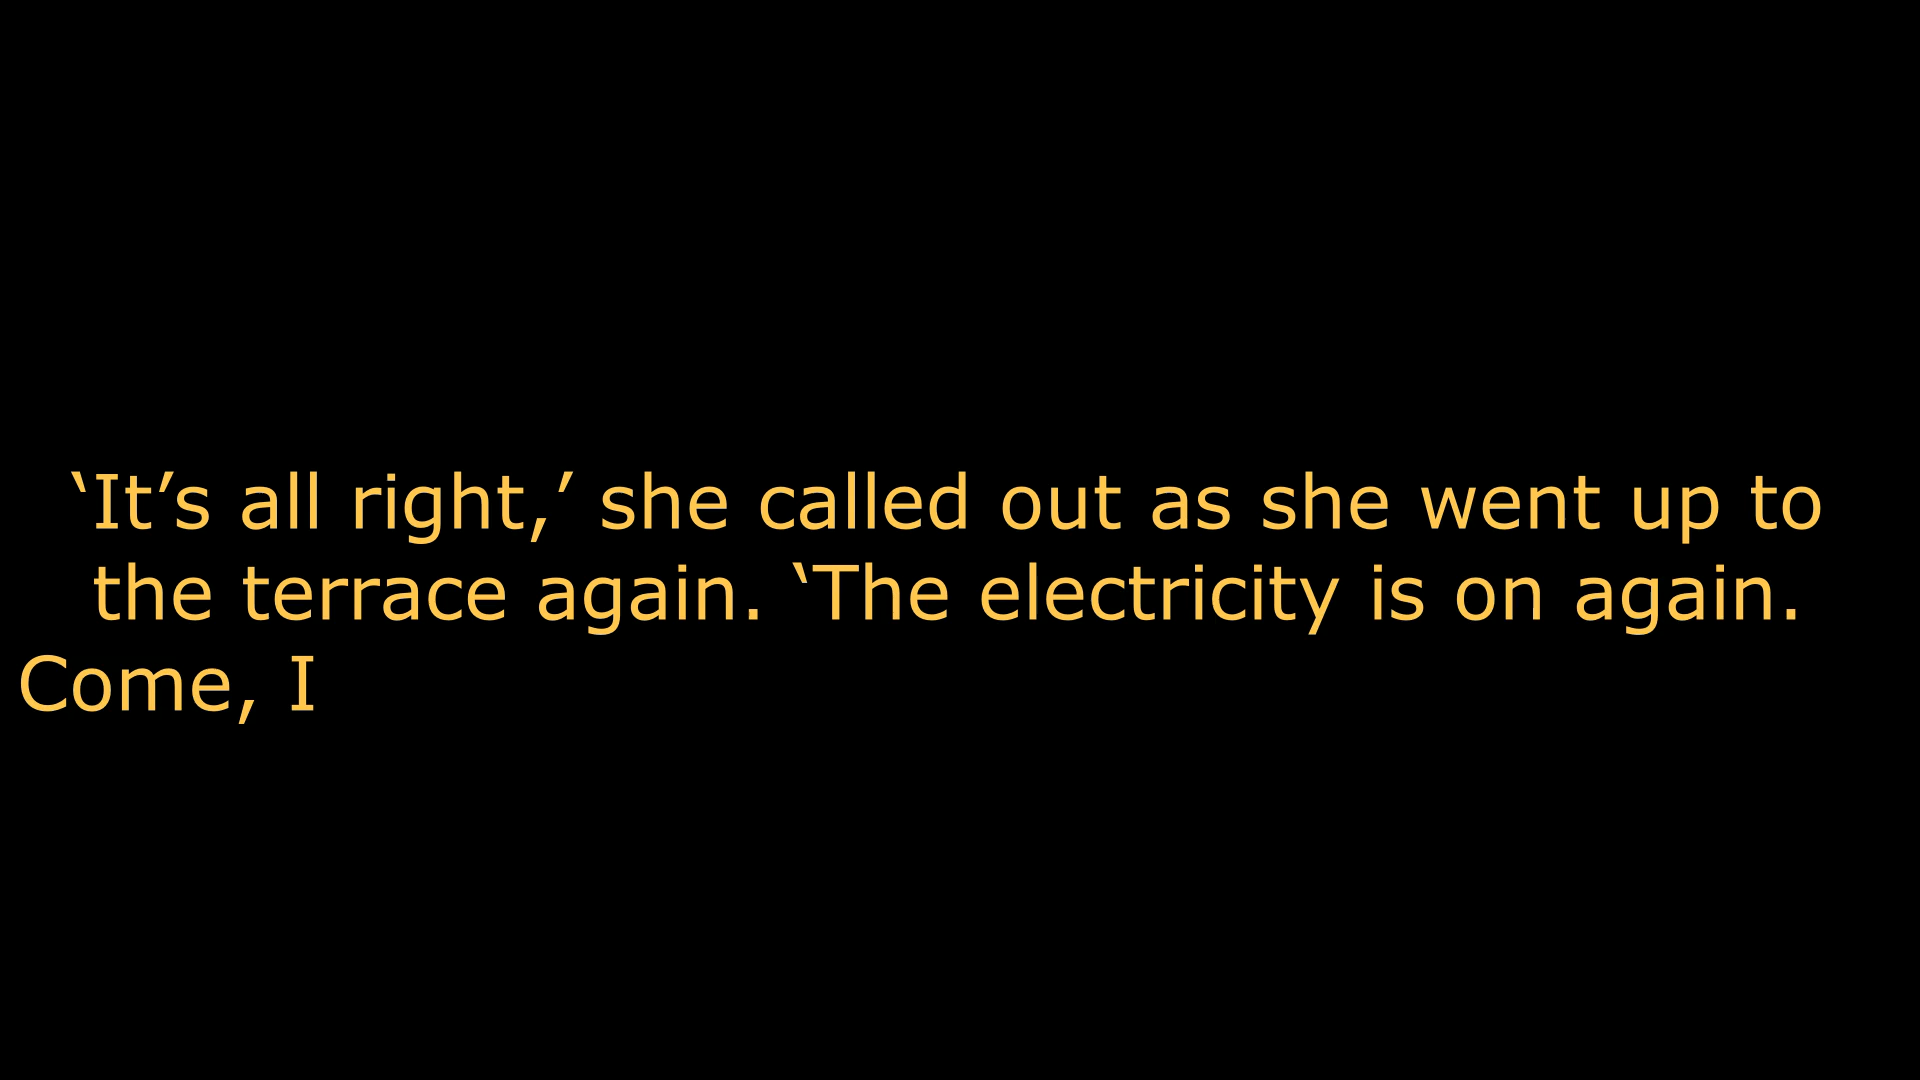 ‘It’s all right,’ she called out as she went up to
the terrace again. ‘The electricity is on again.
Come, I